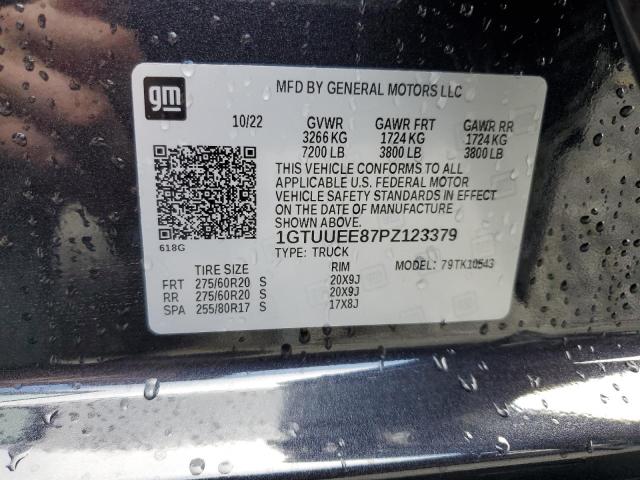 gm
MFD BY GENERAL MOTORS LLC
10/22 GVWR GAWR FRT GAWR RR
3266 KG 1724 KG 1724 KG
7200 LB 3800 LB 3800 LB
THIS VEHICLE CONFORMS TO ALL
APPLICABLE U.S. FEDERAL MOTOR
VEHICLE SAFETY STANDARDS IN EFFECT
ON THE DATE OF MANUFACTURE
SHOWN ABOVE.
618G
1GTUUEE87PZ123379
TYPE: TRUCK MODEL: 79TK10543
TIRE SIZE RIM
FRT 275/60R20 S 20X9J
RR 275/60R20 S 20X9J
SPA 255/80R17 S 17X8J